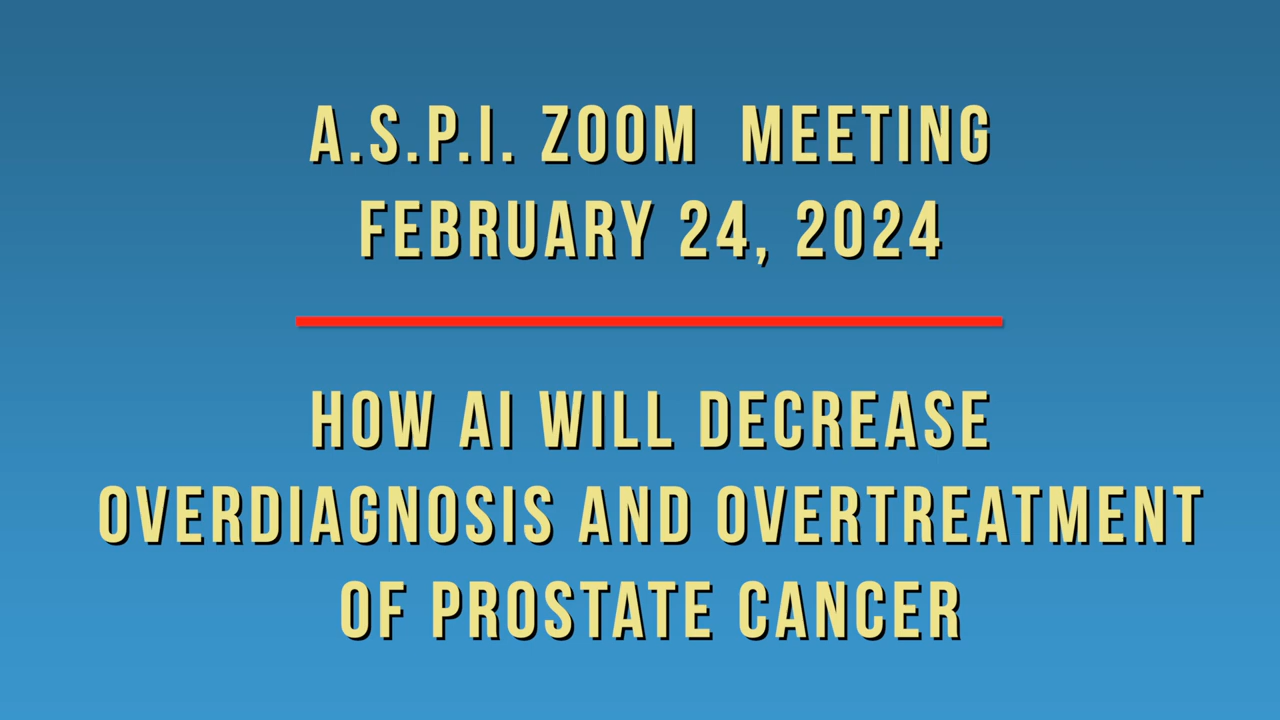 A.S.P.I. ZOOM MEETING
FEBRUARY 24, 2024
HOW AI WILL DECREASE
OVERDIAGNOSIS AND OVERTREATMENT
OF PROSTATE CANCER